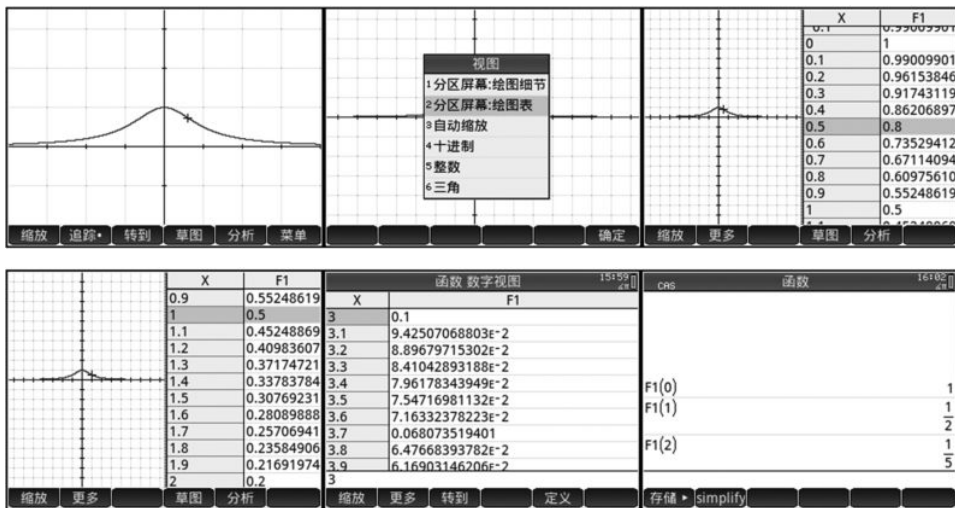 缩放 追踪• 转到 草图 分析 菜单
视图
1分区屏幕:绘图细节
2分区屏幕:绘图表
3自动缩放
4十进制
5整数
6三角
确定
X F1
0 1
0.1 0.99009901
0.2 0.96153846
0.3 0.91743119
0.4 0.86206897
0.5 0.8
0.6 0.73529412
0.7 0.67114094
0.8 0.60975610
0.9 0.55248619
1 0.5
缩放 更多 草图 分析
X F1
0.9 0.55248619
1 0.5
1.1 0.45248869
1.2 0.40983607
1.3 0.37174721
1.4 0.33783784
1.5 0.30769231
1.6 0.28089888
1.7 0.25706941
1.8 0.23584906
1.9 0.21691974
2 0.2
缩放 更多 草图 分析
函数 数字视图 15:59
X F1
3 0.1
3.1 9.42507068803E-2
3.2 8.89679715302E-2
3.3 8.41042893188E-2
3.4 7.96178343949E-2
3.5 7.54716981132E-2
3.6 7.16332378223E-2
3.7 0.068073519401
3.8 6.47668393782E-2
3.9 6.16903146206E-2
3
缩放 更多 转到 定义
CAS 函数 16:02
F1(0) 1
F1(1) 1/2
F1(2) 1/5
存储 ▸ simplify